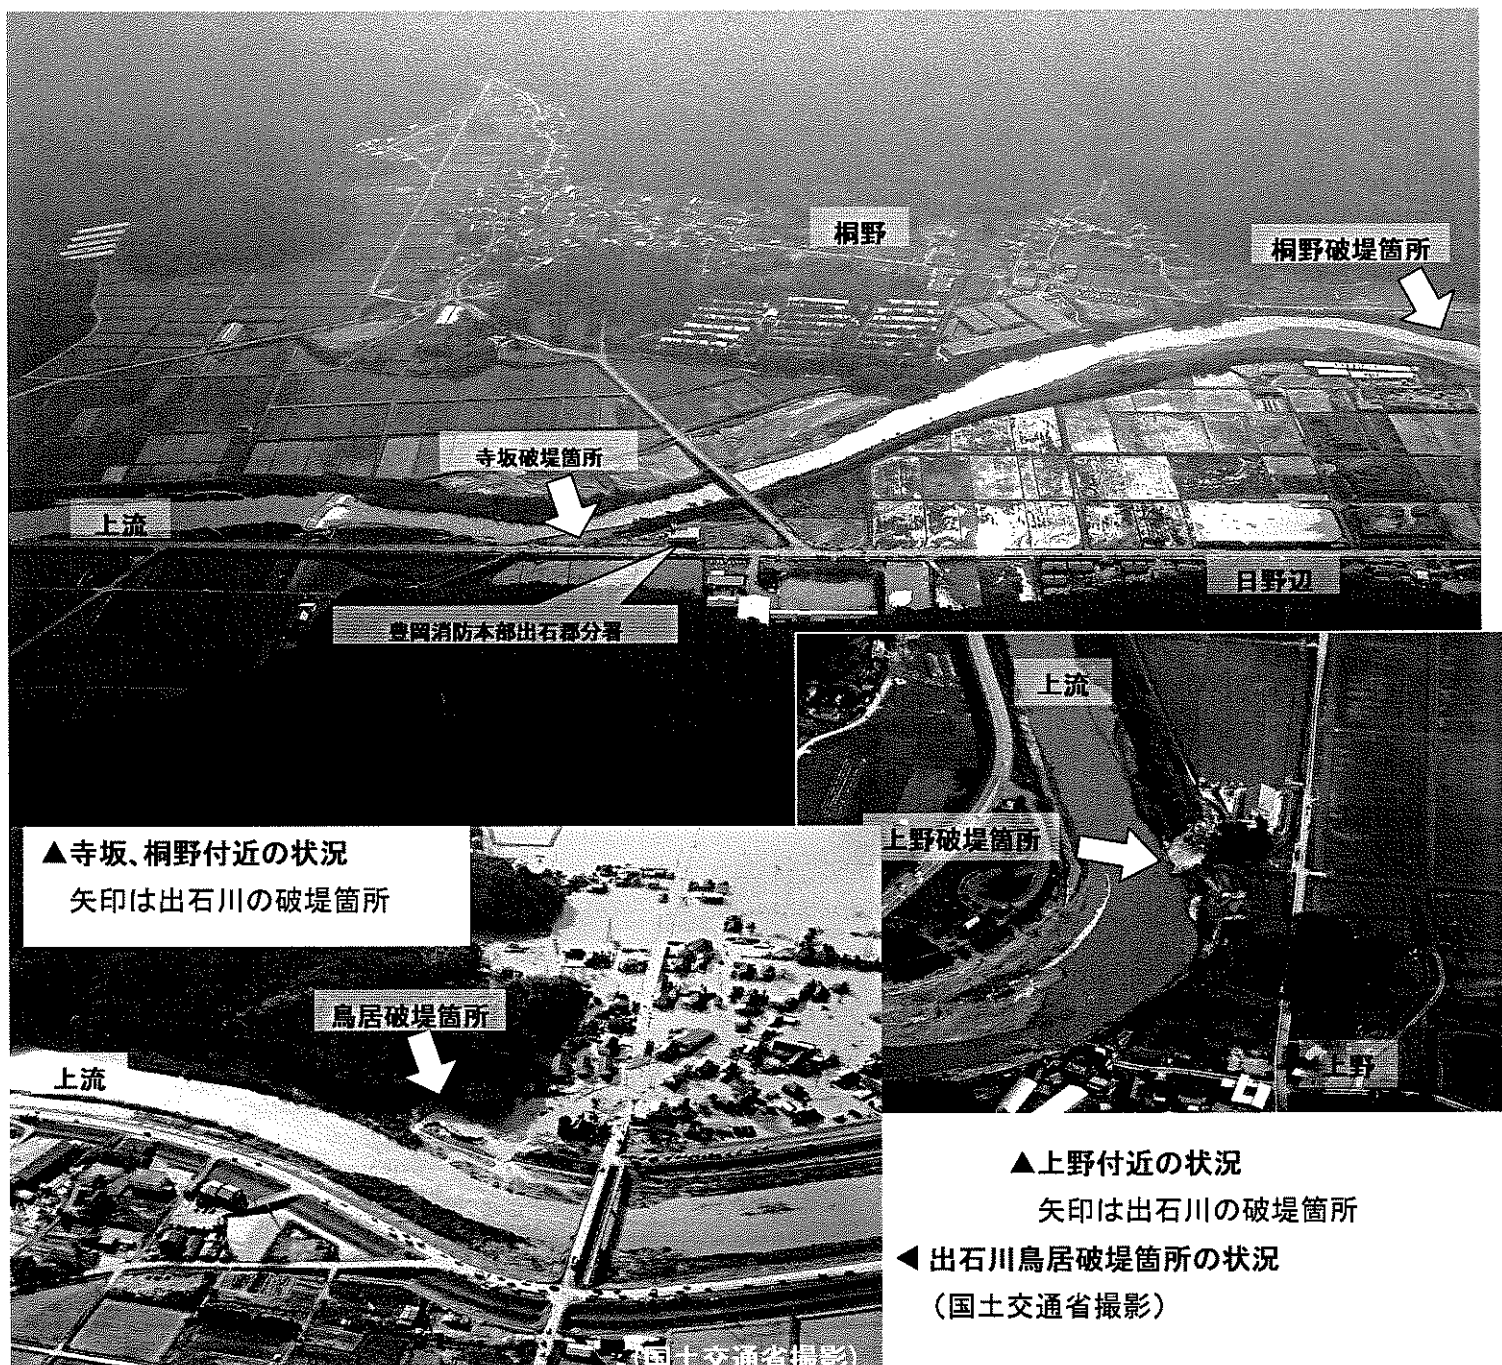 桐野
桐野破堤箇所
寺坂破堤箇所
上流
日野辺
豊岡消防本部出石郡分署
上流
上野破堤箇所
上野
▲寺坂、桐野付近の状況
矢印は出石川の破堤箇所
鳥居破堤箇所
上流
(国土交通省撮影)
▲上野付近の状況
矢印は出石川の破堤箇所
◀ 出石川鳥居破堤箇所の状況
（国土交通省撮影）